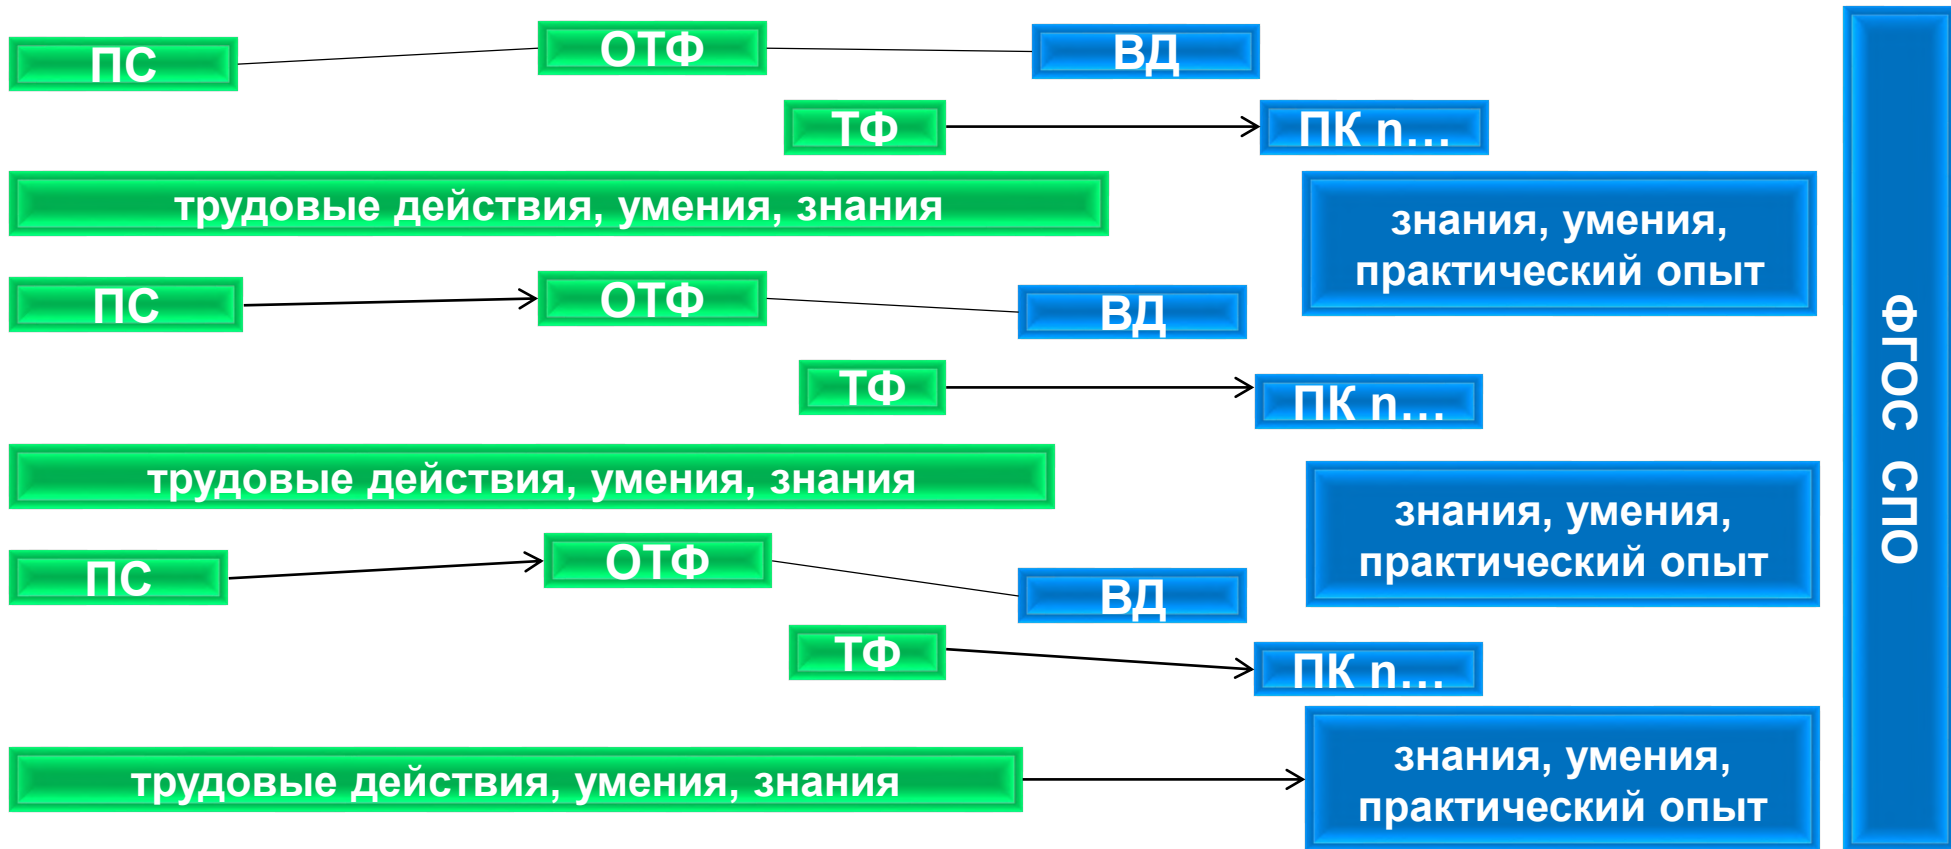 ПС
ОТФ
ВД
ТФ
ПК n...
трудовые действия, умения, знания
знания, умения,
практический опыт
ПС
ОТФ
ВД
ТФ
ПК n...
трудовые действия, умения, знания
знания, умения,
практический опыт
ПС
ОТФ
ВД
ТФ
ПК n...
трудовые действия, умения, знания
знания, умения,
практический опыт
ФГОС СПО